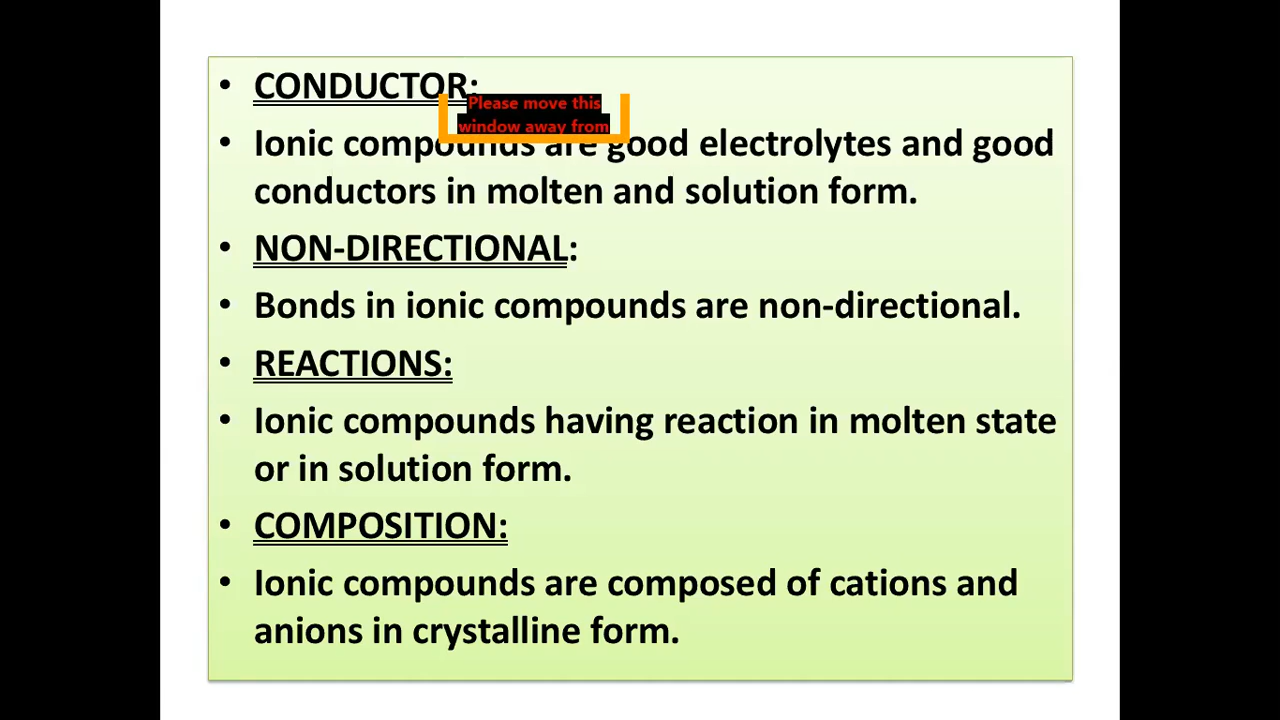 • CONDUCTOR:
Please move this
window away from
• Ionic compounds are good electrolytes and good
conductors in molten and solution form.
• NON-DIRECTIONAL:
• Bonds in ionic compounds are non-directional.
• REACTIONS:
• Ionic compounds having reaction in molten state
or in solution form.
• COMPOSITION:
• Ionic compounds are composed of cations and
anions in crystalline form.